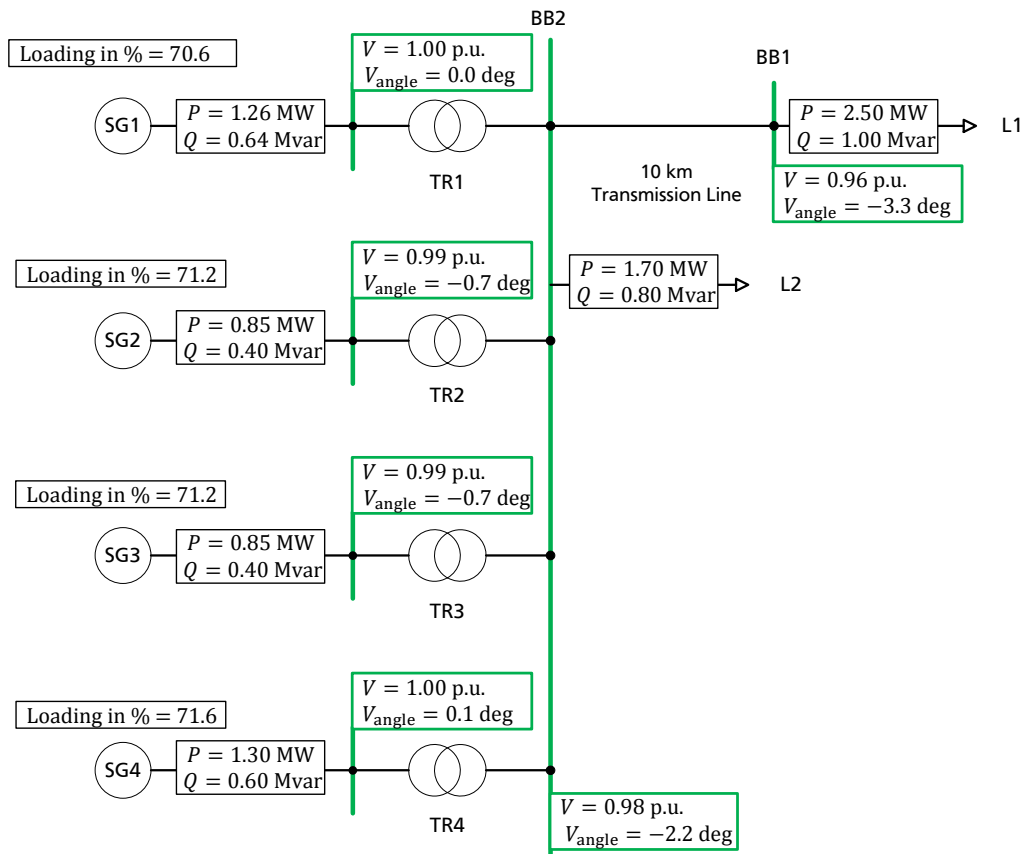 BB2
Loading in % = 70.6
V = 1.00 p.u.
V_angle = 0.0 deg
BB1
SG1
P = 1.26 MW
Q = 0.64 Mvar
TR1
P = 2.50 MW
Q = 1.00 Mvar
L1
10 km
Transmission Line
V = 0.96 p.u.
V_angle = −3.3 deg
Loading in % = 71.2
V = 0.99 p.u.
V_angle = −0.7 deg
P = 1.70 MW
Q = 0.80 Mvar
L2
SG2
P = 0.85 MW
Q = 0.40 Mvar
TR2
Loading in % = 71.2
V = 0.99 p.u.
V_angle = −0.7 deg
SG3
P = 0.85 MW
Q = 0.40 Mvar
TR3
Loading in % = 71.6
V = 1.00 p.u.
V_angle = 0.1 deg
SG4
P = 1.30 MW
Q = 0.60 Mvar
TR4
V = 0.98 p.u.
V_angle = −2.2 deg